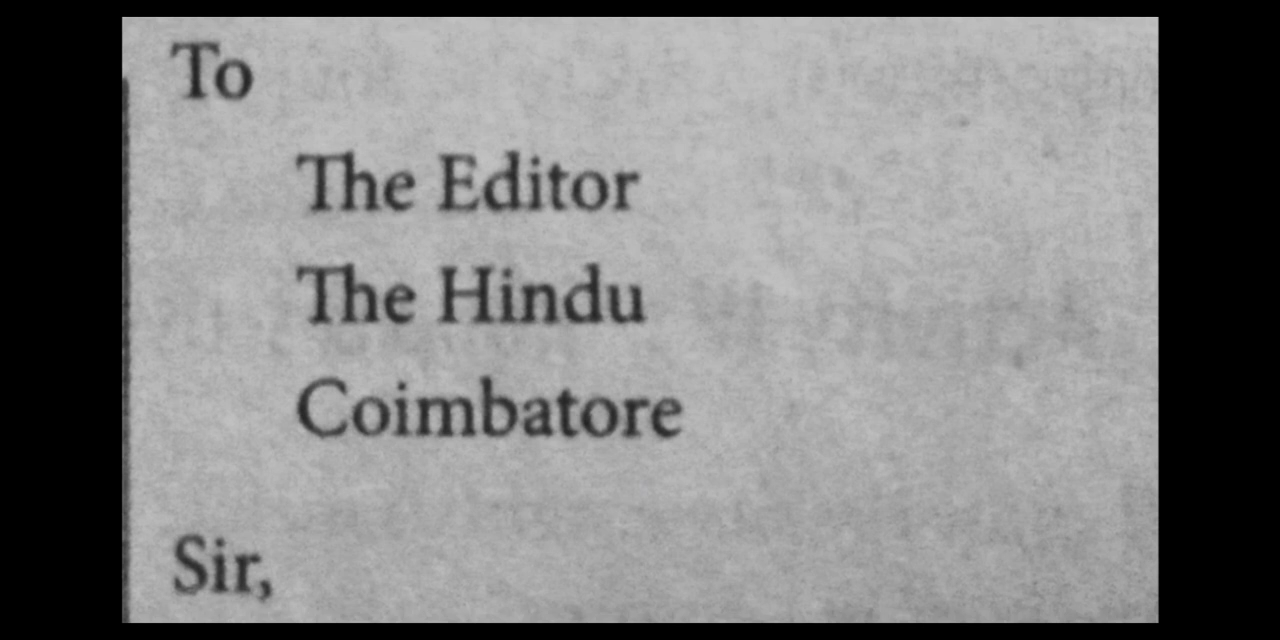 To
The Editor
The Hindu
Coimbatore
Sir,